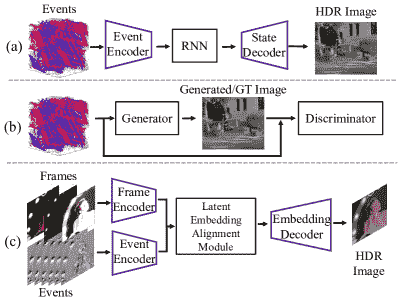 Events
HDR Image
(a)
Event
Encoder
RNN
State
Decoder
Generated/GT Image
(b)
Generator
Discriminator
Frames
Frame
Encoder
(c)
Latent
Embedding
Alignment
Module
Embedding
Decoder
Event
Encoder
HDR
Image
Events